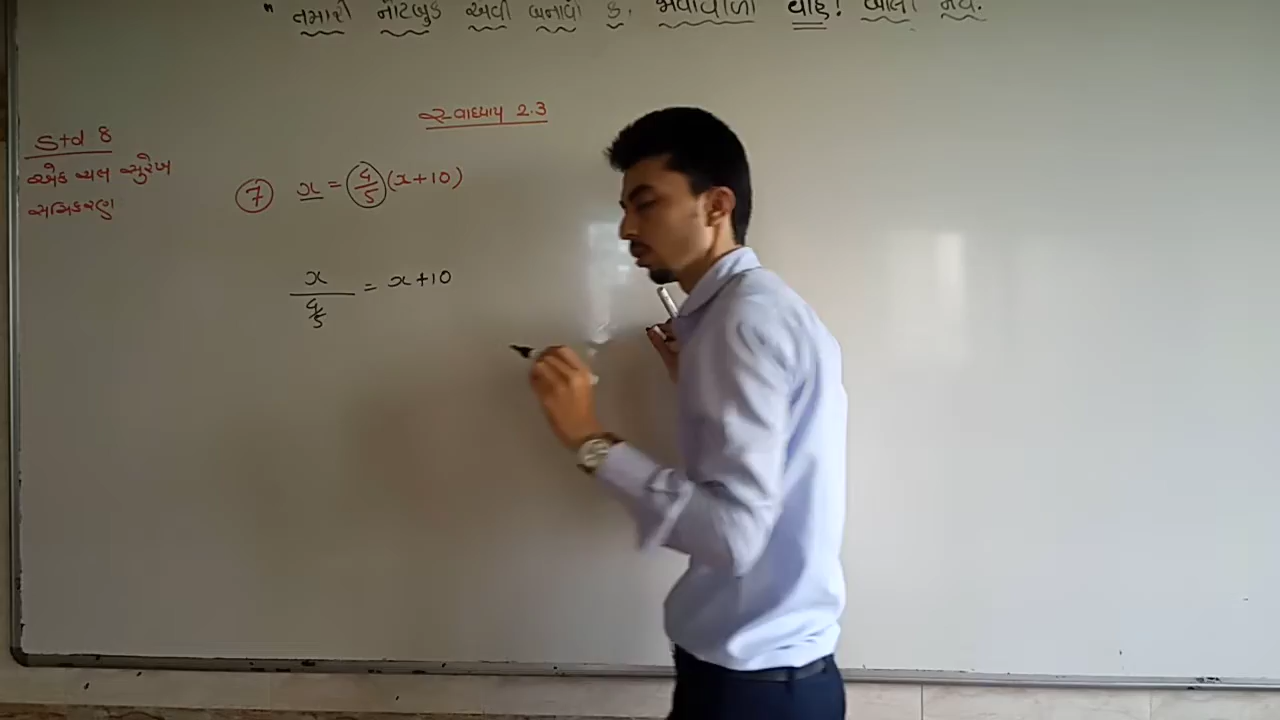 " તમારી નોટબુક એવી બનાવો કે, ભણવાવાળા વાહ! બોલી
સ્વાધ્યાય 2.3
Std 8
એક ચલ સુરેખ
સમિકરણ
7 x = 4/5 (x+10)
x / (4/5) = x+10